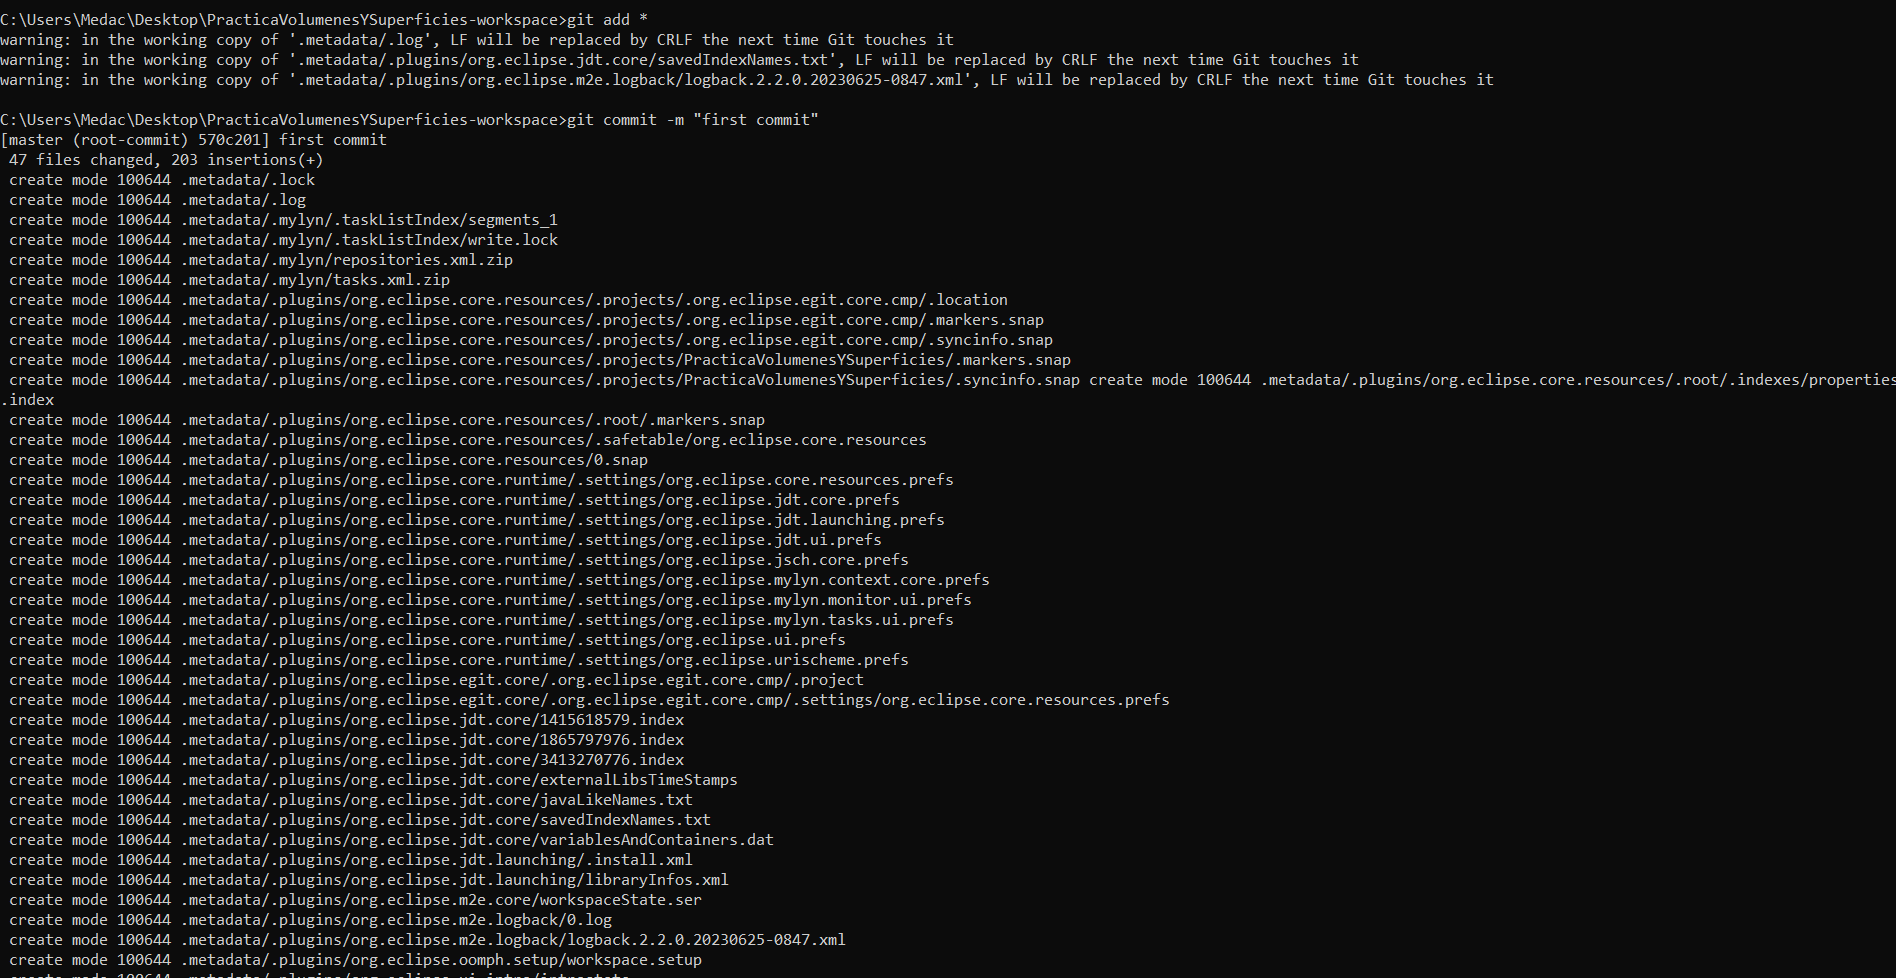 C:\Users\Medac\Desktop\PracticaVolumenesYSuperficies-workspace>git add *
warning: in the working copy of '.metadata/.log', LF will be replaced by CRLF the next time Git touches it
warning: in the working copy of '.metadata/.plugins/org.eclipse.jdt.core/savedIndexNames.txt', LF will be replaced by CRLF the next time Git touches it
warning: in the working copy of '.metadata/.plugins/org.eclipse.m2e.logback/logback.2.2.0.20230625-0847.xml', LF will be replaced by CRLF the next time Git touches it
C:\Users\Medac\Desktop\PracticaVolumenesYSuperficies-workspace>git commit -m "first commit"
[master (root-commit) 570c201] first commit
47 files changed, 203 insertions(+)
create mode 100644 .metadata/.lock
create mode 100644 .metadata/.log
create mode 100644 .metadata/.mylyn/.taskListIndex/segments_1
create mode 100644 .metadata/.mylyn/.taskListIndex/write.lock
create mode 100644 .metadata/.mylyn/repositories.xml.zip
create mode 100644 .metadata/.mylyn/tasks.xml.zip
create mode 100644 .metadata/.plugins/org.eclipse.core.resources/.projects/.org.eclipse.egit.core.cmp/.location
create mode 100644 .metadata/.plugins/org.eclipse.core.resources/.projects/.org.eclipse.egit.core.cmp/.markers.snap
create mode 100644 .metadata/.plugins/org.eclipse.core.resources/.projects/.org.eclipse.egit.core.cmp/.syncinfo.snap
create mode 100644 .metadata/.plugins/org.eclipse.core.resources/.projects/PracticaVolumenesYSuperficies/.markers.snap
create mode 100644 .metadata/.plugins/org.eclipse.core.resources/.projects/PracticaVolumenesYSuperficies/.syncinfo.snap create mode 100644 .metadata/.plugins/org.eclipse.core.resources/.root/.indexes/properties
.index
create mode 100644 .metadata/.plugins/org.eclipse.core.resources/.root/.markers.snap
create mode 100644 .metadata/.plugins/org.eclipse.core.resources/.safetable/org.eclipse.core.resources
create mode 100644 .metadata/.plugins/org.eclipse.core.resources/0.snap
create mode 100644 .metadata/.plugins/org.eclipse.core.runtime/.settings/org.eclipse.core.resources.prefs
create mode 100644 .metadata/.plugins/org.eclipse.core.runtime/.settings/org.eclipse.jdt.core.prefs
create mode 100644 .metadata/.plugins/org.eclipse.core.runtime/.settings/org.eclipse.jdt.launching.prefs
create mode 100644 .metadata/.plugins/org.eclipse.core.runtime/.settings/org.eclipse.jdt.ui.prefs
create mode 100644 .metadata/.plugins/org.eclipse.core.runtime/.settings/org.eclipse.jsch.core.prefs
create mode 100644 .metadata/.plugins/org.eclipse.core.runtime/.settings/org.eclipse.mylyn.context.core.prefs
create mode 100644 .metadata/.plugins/org.eclipse.core.runtime/.settings/org.eclipse.mylyn.monitor.ui.prefs
create mode 100644 .metadata/.plugins/org.eclipse.core.runtime/.settings/org.eclipse.mylyn.tasks.ui.prefs
create mode 100644 .metadata/.plugins/org.eclipse.core.runtime/.settings/org.eclipse.ui.prefs
create mode 100644 .metadata/.plugins/org.eclipse.core.runtime/.settings/org.eclipse.urischeme.prefs
create mode 100644 .metadata/.plugins/org.eclipse.egit.core/.org.eclipse.egit.core.cmp/.project
create mode 100644 .metadata/.plugins/org.eclipse.egit.core/.org.eclipse.egit.core.cmp/.settings/org.eclipse.core.resources.prefs
create mode 100644 .metadata/.plugins/org.eclipse.jdt.core/1415618579.index
create mode 100644 .metadata/.plugins/org.eclipse.jdt.core/1865797976.index
create mode 100644 .metadata/.plugins/org.eclipse.jdt.core/3413270776.index
create mode 100644 .metadata/.plugins/org.eclipse.jdt.core/externalLibsTimeStamps
create mode 100644 .metadata/.plugins/org.eclipse.jdt.core/javaLikeNames.txt
create mode 100644 .metadata/.plugins/org.eclipse.jdt.core/savedIndexNames.txt
create mode 100644 .metadata/.plugins/org.eclipse.jdt.core/variablesAndContainers.dat
create mode 100644 .metadata/.plugins/org.eclipse.jdt.launching/.install.xml
create mode 100644 .metadata/.plugins/org.eclipse.jdt.launching/libraryInfos.xml
create mode 100644 .metadata/.plugins/org.eclipse.m2e.core/workspaceState.ser
create mode 100644 .metadata/.plugins/org.eclipse.m2e.logback/0.log
create mode 100644 .metadata/.plugins/org.eclipse.m2e.logback/logback.2.2.0.20230625-0847.xml
create mode 100644 .metadata/.plugins/org.eclipse.oomph.setup/workspace.setup
create mode 100644